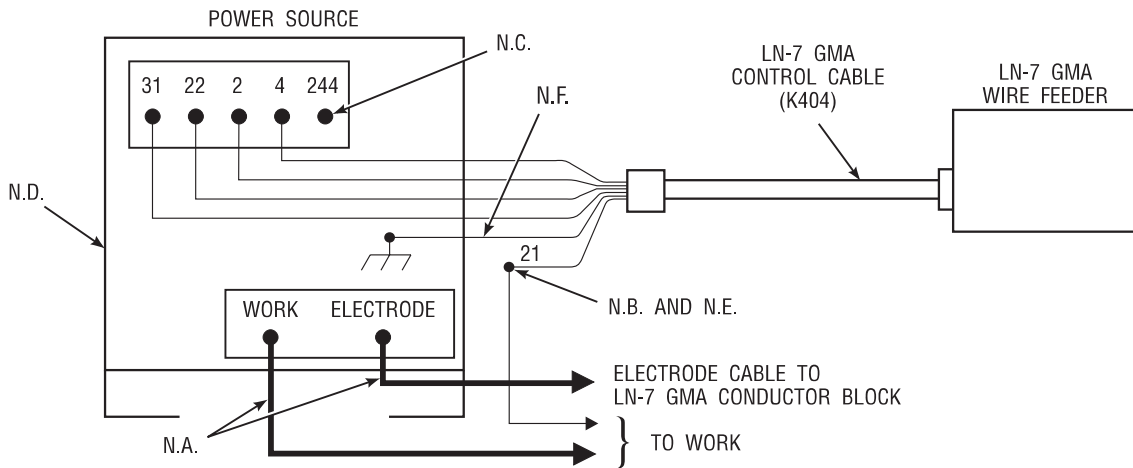 POWER SOURCE
N.C.
LN-7 GMA
CONTROL CABLE
(K404)
LN-7 GMA
WIRE FEEDER
31 22 2 4 244
N.F.
N.D.
21
N.B. AND N.E.
WORK ELECTRODE
ELECTRODE CABLE TO
LN-7 GMA CONDUCTOR BLOCK
N.A.
} TO WORK